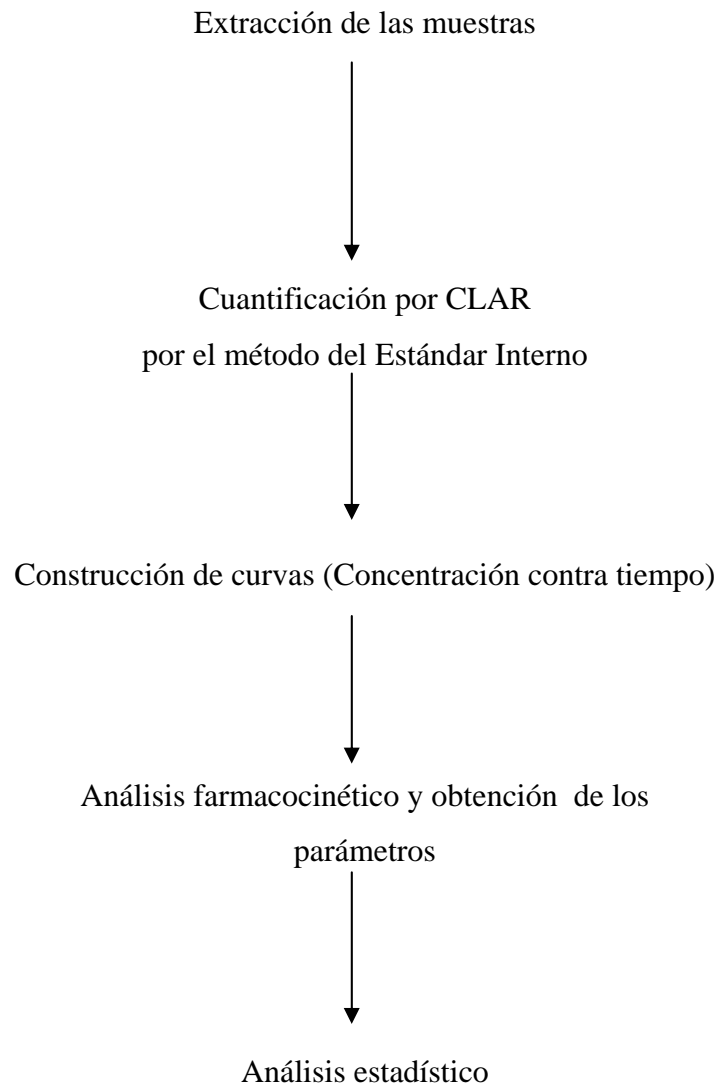 Extracción de las muestras
Cuantificación por CLAR
por el método del Estándar Interno
Construcción de curvas (Concentración contra tiempo)
Análisis farmacocinético y obtención de los
parámetros
Análisis estadístico